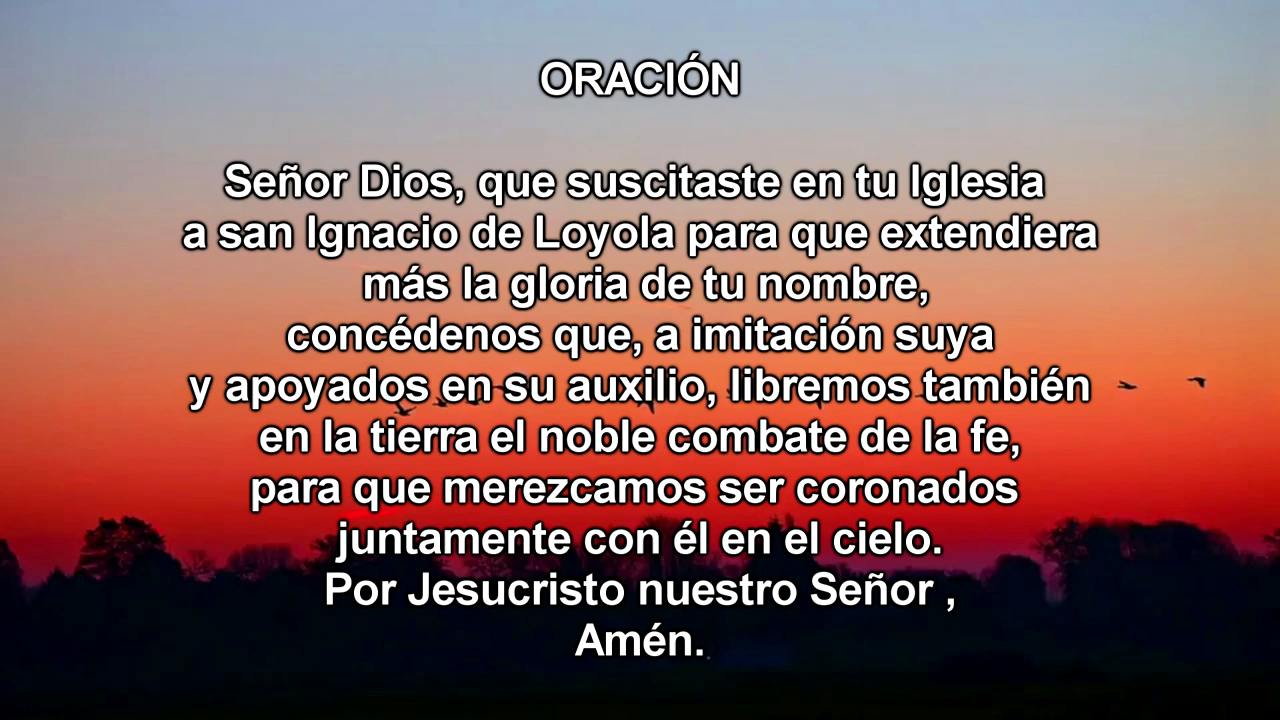 ORACIÓN
Señor Dios, que suscitaste en tu Iglesia
a san Ignacio de Loyola para que extendiera
más la gloria de tu nombre,
concédenos que, a imitación suya
y apoyados en su auxilio, libremos también
en la tierra el noble combate de la fe,
para que merezcamos ser coronados
juntamente con él en el cielo.
Por Jesucristo nuestro Señor ,
Amén.